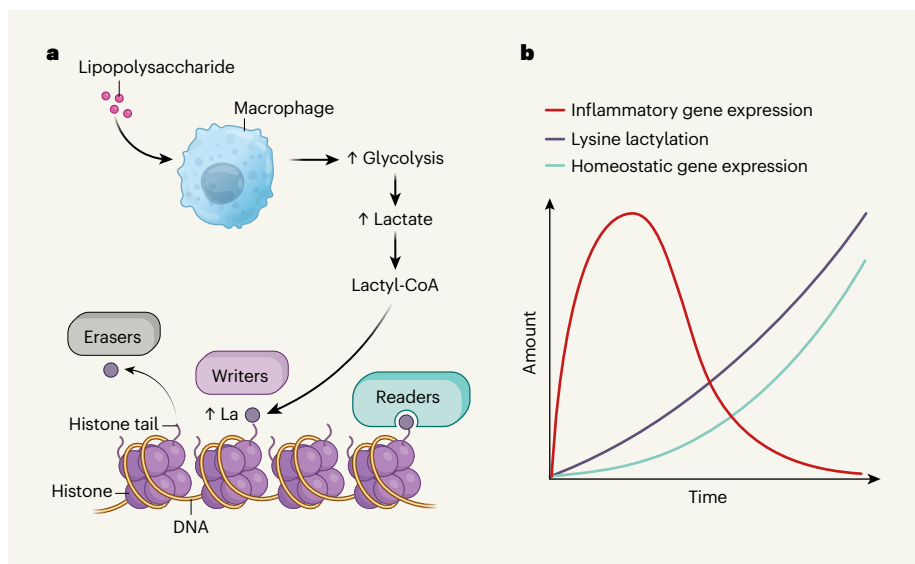 a
Lipopolysaccharide
Macrophage
↑ Glycolysis
↑ Lactate
Lactyl-CoA
Erasers
Writers
Readers
↑ La
Histone tail
Histone
DNA
b
Inflammatory gene expression
Lysine lactylation
Homeostatic gene expression
Amount
Time